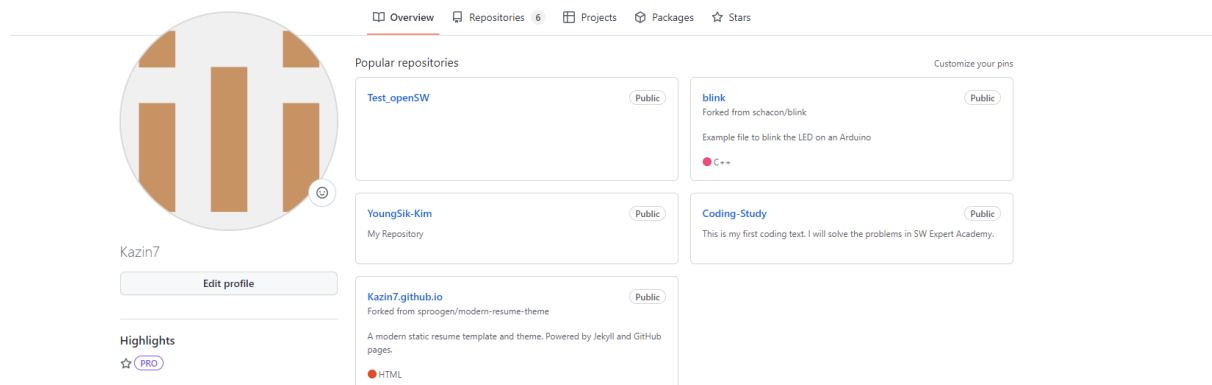 Overview Repositories 6 Projects Packages Stars
Popular repositories Customize your pins
Test_openSW Public
blink Public
Forked from schacon/blink
Example file to blink the LED on an Arduino
C++
YoungSik-Kim Public
My Repository
Coding-Study Public
This is my first coding text. I will solve the problems in SW Expert Academy.
Kazin7
Edit profile
Kazin7.github.io Public
Forked from sproogen/modern-resume-theme
A modern static resume template and theme. Powered by Jekyll and GitHub
pages.
HTML
Highlights
PRO